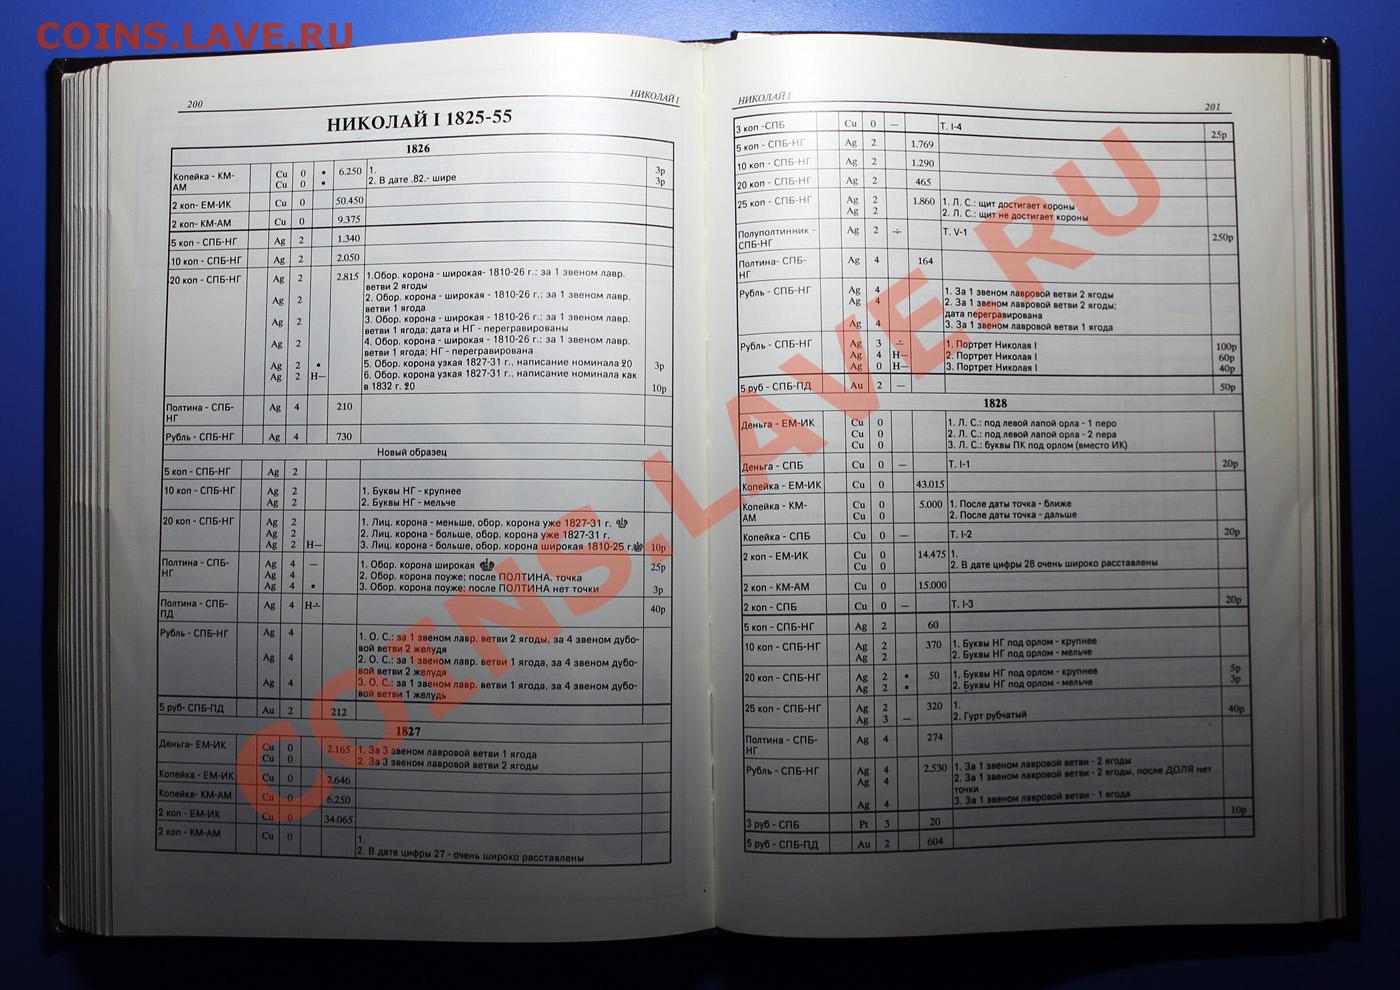 COINS.LAVE.RU
200 НИКОЛАЙ I
НИКОЛАЙ I 1825-55
1826
Копейка - КМ- Cu 0 • 6.250 1. 3р
АМ Cu 0 • 2. В дате .82.- шире 3р
2 коп- ЕМ-ИК Cu 0 50.450
2 коп- КМ-АМ Cu 0 9.375
5 коп - СПБ-НГ Ag 2 1.340
10 коп - СПБ-НГ Ag 2 2.050
20 коп - СПБ-НГ Ag 2 2.815 1.Обор. корона - широкая- 1810-26 г.; за 1 звеном лавр.
ветви 2 ягоды
Ag 2 2. Обор. корона - широкая - 1810-26 г.; за 1 звеном лавр.
ветви 1 ягода
Ag 2 3. Обор. корона - широкая - 1810-26 г.; за 1 звеном лавр.
ветви 1 ягода; дата и НГ - перегравированы
Ag 2 4. Обор. корона - широкая - 1810-26 г.; за 1 звеном лавр.
ветви 1 ягода; НГ - перегравирована
Ag 2 • 5. Обор. корона узкая 1827-31 г., написание номинала 20 3р
Ag 2 Н— 6. Обор. корона узкая 1827-31 г., написание номинала как
в 1832 г. 20 10р
Полтина - СПБ- Ag 4 210
НГ
Рубль - СПБ-НГ Ag 4 730
Новый образец
5 коп - СПБ-НГ Ag 2
10 коп - СПБ-НГ Ag 2 1. Буквы НГ - крупнее
Ag 2 2. Буквы НГ - мельче
20 коп - СПБ-НГ Ag 2 1. Лиц. корона - меньше, обор. корона уже 1827-31 г.
Ag 2 2. Лиц. корона - больше, обор. корона уже 1827-31 г.
Ag 2 Н— 3. Лиц. корона - больше, обор. корона широкая 1810-25 г. 10р
Полтина - СПБ- Ag 4 — 1. Обор. корона широкая 25р
НГ Ag 4 2. Обор. корона поуже; после ПОЛТИНА. точка
Ag 4 • 3. Обор. корона поуже; после ПОЛТИНА нет точки 3р
Полтина - СПБ- Ag 4 Н∸ 40р
ПД
Рубль - СПБ-НГ Ag 4 1. О. С.: за 1 звеном лавр. ветви 2 ягоды, за 4 звеном дубо-
вой ветви 2 желудя
Ag 4 2. О. С.: за 1 звеном лавр. ветви 1 ягода, за 4 звеном дубо-
вой ветви 2 желудя
Ag 4 3. О. С.: за 1 звеном лавр. ветви 1 ягода, за 4 звеном дубо-
вой ветви 1 желудь
5 руб- СПБ-ПД Au 2 212
1827
Деньга- ЕМ-ИК Cu 0 2.165 1. За 3 звеном лавровой ветви 1 ягода
Cu 0 2. За 3 звеном лавровой ветви 2 ягоды
Копейка - ЕМ-ИК Cu 0 2.646
Копейка- КМ-АМ Cu 0 6.250
2 коп - ЕМ-ИК Cu 0 34.065
2 коп - КМ-АМ Cu 0 1.
2. В дате цифры 27 - очень широко расставлены
НИКОЛАЙ I 201
3 коп -СПБ Cu 0 — Т. I-4 25р
5 коп - СПБ-НГ Ag 2 1.769
10 коп - СПБ-НГ Ag 2 1.290
20 коп - СПБ-НГ Ag 2 465
25 коп - СПБ-НГ Ag 2 1.860 1. Л. С.: щит достигает короны
Ag 2 2. Л. С.: щит не достигает короны
Полуполтинник - Ag 2 ÷ Т. V-1 250р
СПБ-НГ
Полтина- СПБ- Ag 4 164
НГ
Рубль - СПБ-НГ Ag 4 1. За 1 звеном лавровой ветви 2 ягоды
Ag 4 2. За 1 звеном лавровой ветви 2 ягоды;
дата перегравирована
Ag 4 3. За 1 звеном лавровой ветви 1 ягода
Рубль - СПБ-НГ Ag 3 ∸ 1. Портрет Николая I 100р
Ag 4 Н— 2. Портрет Николая I 60р
Ag 0 Н— 3. Портрет Николая I 40р
5 руб - СПБ-ПД Au 2 — 50р
1828
Деньга - ЕМ-ИК Cu 0 1. Л. С.: под левой лапой орла - 1 перо
Cu 0 2. Л. С.: под левой лапой орла - 2 пера
Cu 0 3. Л. С.: буквы ПК под орлом (вместо ИК)
Деньга - СПБ Cu 0 — Т. I-1 20р
Копейка - ЕМ-ИК Cu 0 43.015
Копейка - КМ- Cu 0 5.000 1. После даты точка - ближе
АМ Cu 0 2. После даты точка - дальше
Копейка - СПБ Cu 0 — Т. I-2 20р
2 коп - ЕМ-ИК Cu 0 14.475 1.
Cu 0 2. В дате цифры 28 очень широко расставлены
2 коп - КМ-АМ Cu 0 15.000
2 коп - СПБ Cu 0 — Т. I-3 20р
5 коп - СПБ-НГ Ag 2 60
10 коп - СПБ-НГ Ag 2 370 1. Буквы НГ под орлом - крупнее
Ag 2 2. Буквы НГ под орлом - мельче
20 коп - СПБ-НГ Ag 2 • 50 1. Буквы НГ под орлом - крупнее 5р
Ag 2 • 2. Буквы НГ под орлом - мельче 3р
25 коп - СПБ-НГ Ag 2 320 1.
Ag 3 — 2. Гурт рубчатый 40р
Полтина - СПБ- Ag 4 274
НГ
Рубль - СПБ-НГ Ag 4 2.530 1. За 1 звеном лавровой ветви - 2 ягоды
Ag 4 2. За 1 звеном лавровой ветви - 2 ягоды, после ДОЛЯ нет
точки
Ag 4 3. За 1 звеном лавровой ветви - 1 ягода
3 руб - СПБ Pt 3 20 10р
5 руб - СПБ-ПД Au 2 604
COINS.LAVE.RU